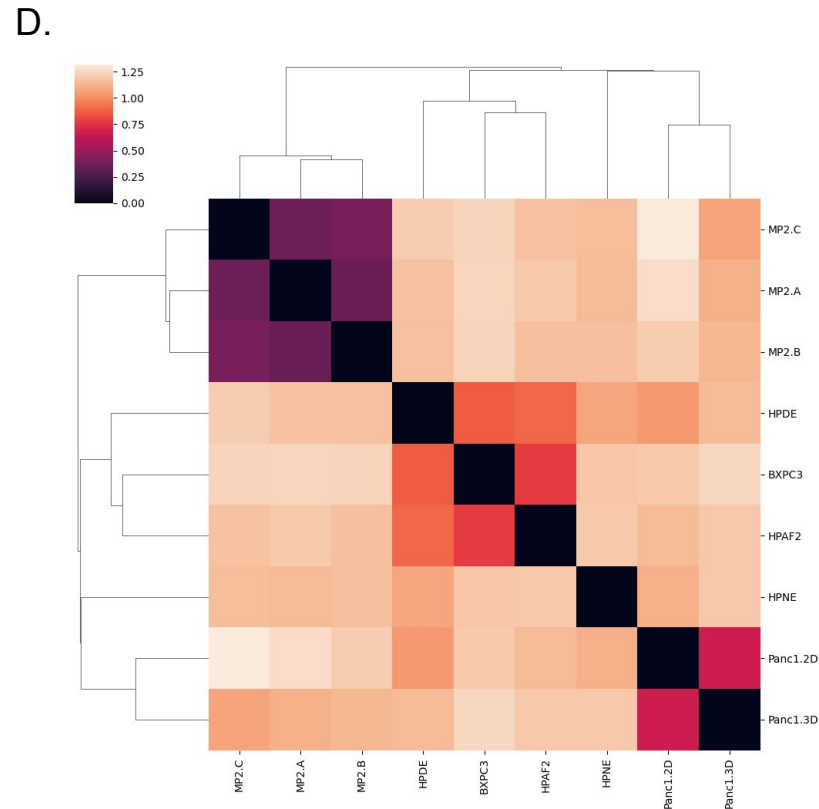 D.
1.25
1.00
0.75
0.50
0.25
0.00
MP2.C
MP2.A
MP2.B
HPDE
BXPC3
HPAF2
HPNE
Panc1.2D
Panc1.3D
MP2.C
MP2.A
MP2.B
HPDE
BXPC3
HPAF2
HPNE
Panc1.2D
Panc1.3D